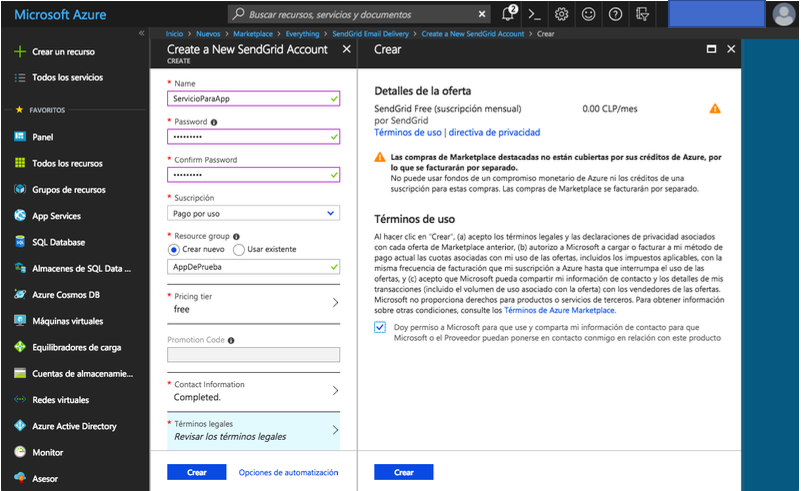 Microsoft Azure
Buscar recursos, servicios y documentos
2
Inicio > Nuevos > Marketplace > Everything > SendGrid Email Delivery > Create a New SendGrid Account > Crear
Crear un recurso
Todos los servicios
FAVORITOS
Panel
Todos los recursos
Grupos de recursos
App Services
SQL Database
Almacenes de SQL Data ...
Azure Cosmos DB
Máquinas virtuales
Equilibradores de carga
Cuentas de almacenamie...
Redes virtuales
Azure Active Directory
Monitor
Asesor
Create a New SendGrid Account
CREATE
* Name
ServicioParaApp
* Password
•••••••••
* Confirm Password
•••••••••
* Suscripción
Pago por uso
* Resource group
Crear nuevo
Usar existente
AppDePrueba
* Pricing tier
free
Promotion Code
* Contact Information
Completed.
* Términos legales
Revisar los términos legales
Crear
Opciones de automatización
Crear
Detalles de la oferta
SendGrid Free (suscripción mensual)
0.00 CLP/mes
por SendGrid
Términos de uso | directiva de privacidad
Las compras de Marketplace destacadas no están cubiertas por sus créditos de Azure, por
lo que se facturarán por separado.
No puede usar fondos de un compromiso monetario de Azure ni los créditos de una
suscripción para estas compras. Las compras de Marketplace se facturarán por separado.
Términos de uso
Al hacer clic en "Crear", (a) acepto los términos legales y las declaraciones de privacidad asociados
con cada oferta de Marketplace anterior, (b) autorizo a Microsoft a cargar o facturar a mi método de
pago actual las cuotas asociadas con mi uso de las ofertas, incluidos los impuestos aplicables, con la
misma frecuencia de facturación que mi suscripción a Azure hasta que interrumpa el uso de las
ofertas, y (c) acepto que Microsoft pueda compartir mi información de contacto y los detalles de mis
transacciones (incluido el volumen de uso asociado con la oferta) con los vendedores de las ofertas.
Microsoft no proporciona derechos para productos o servicios de terceros. Para obtener información
sobre otras condiciones, consulte los Términos de Azure Marketplace.
Doy permiso a Microsoft para que use y comparta mi información de contacto para que
Microsoft o el Proveedor puedan ponerse en contacto conmigo en relación con este producto
Crear